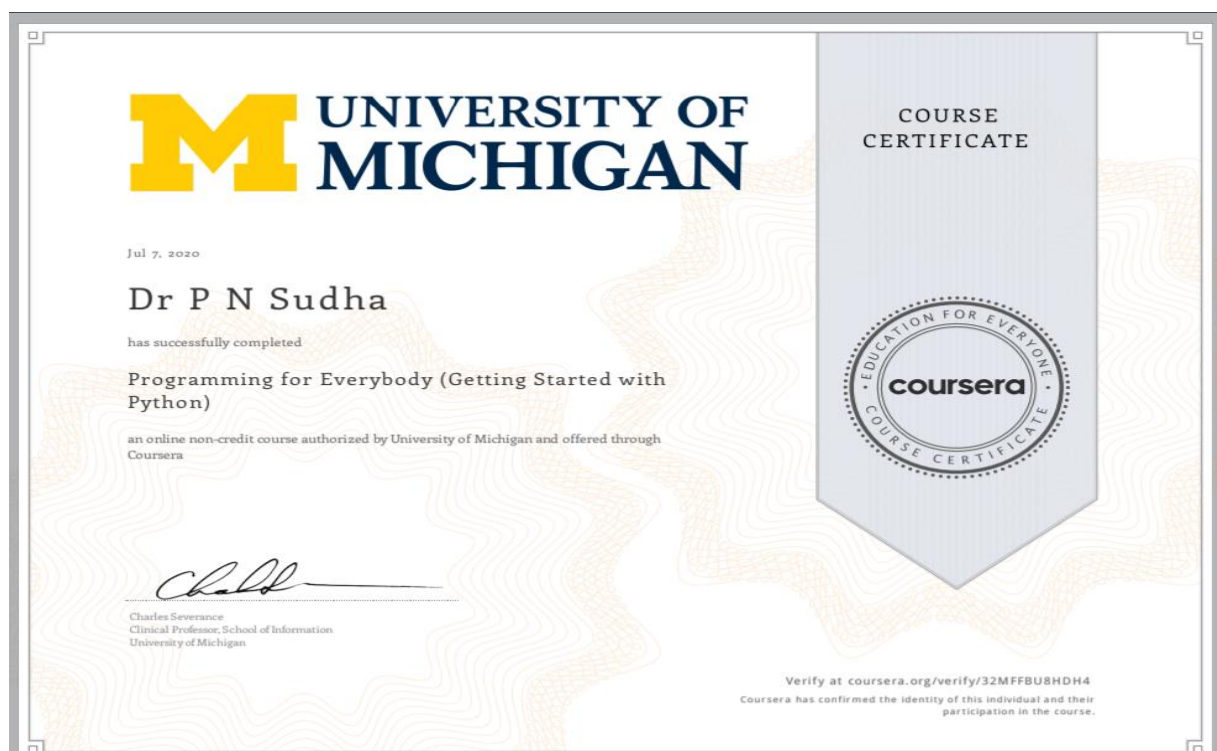 UNIVERSITY OF
MICHIGAN
COURSE
CERTIFICATE
Jul 7, 2020
Dr P N Sudha
has successfully completed
Programming for Everybody (Getting Started with
Python)
an online non-credit course authorized by University of Michigan and offered through
Coursera
EDUCATION FOR EVERYONE
coursera
COURSE CERTIFICATE
Charles Severance
Clinical Professor, School of Information
University of Michigan
Verify at coursera.org/verify/32MFFBU8HDH4
Coursera has confirmed the identity of this individual and their
participation in the course.